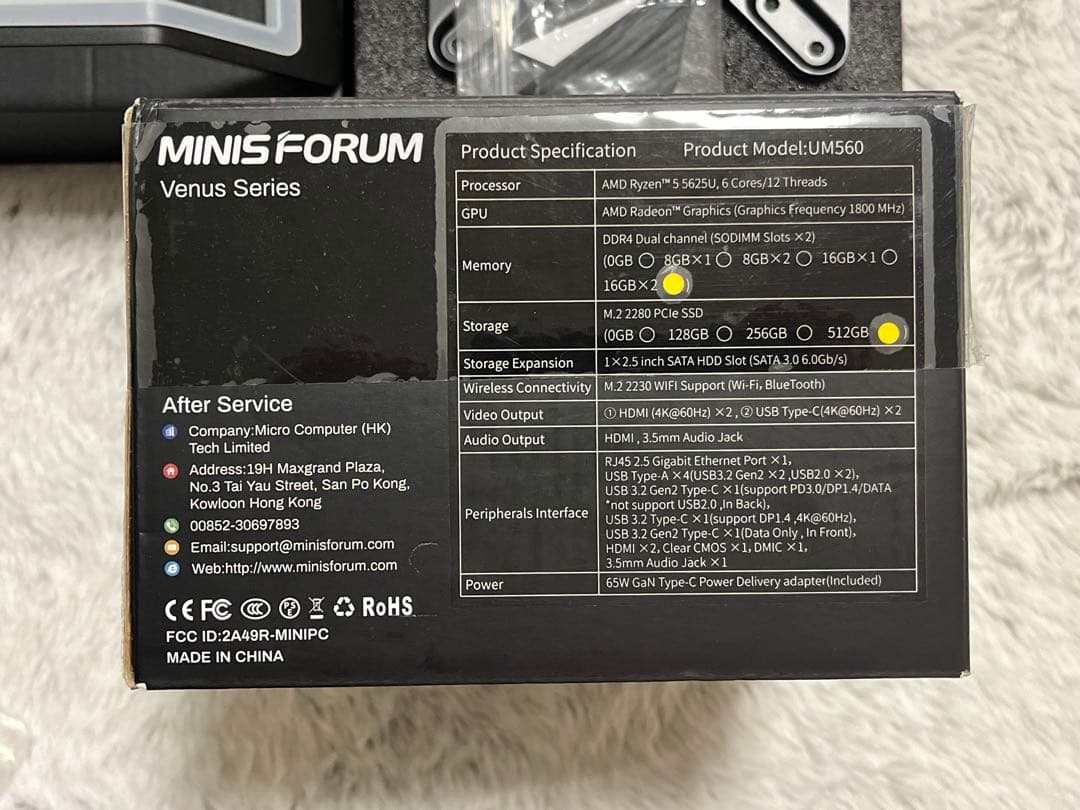 MINISFORUM
Venus Series
Product Specification Product Model:UM560
Processor AMD Ryzen™ 5 5625U, 6 Cores/12 Threads
GPU AMD Radeon™ Graphics (Graphics Frequency 1800 MHz)
Memory DDR4 Dual channel (SODIMM Slots ×2)
(0GB ○ 8GB×1 ○ 8GB×2 ○ 16GB×1 ○
16GB×2 )
Storage M.2 2280 PCIe SSD
(0GB ○ 128GB ○ 256GB ○ 512GB )
Storage Expansion 1×2.5 inch SATA HDD Slot (SATA 3.0 6.0Gb/s)
Wireless Connectivity M.2 2230 WIFI Support (Wi-Fi, BlueTooth)
Video Output ① HDMI (4K@60Hz) ×2 , ② USB Type-C(4K@60Hz) ×2
Audio Output HDMI , 3.5mm Audio Jack
Peripherals Interface RJ45 2.5 Gigabit Ethernet Port ×1,
USB Type-A ×4(USB3.2 Gen2 ×2 ,USB2.0 ×2),
USB 3.2 Gen2 Type-C ×1(support PD3.0/DP1.4/DATA
*not support USB2.0 ,In Back),
USB 3.2 Type-C ×1(support DP1.4 ,4K@60Hz),
USB 3.2 Gen2 Type-C ×1(Data Only , In Front),
HDMI ×2, Clear CMOS ×1, DMIC ×1,
3.5mm Audio Jack ×1
Power 65W GaN Type-C Power Delivery adapter(Included)
After Service
Company:Micro Computer (HK)
Tech Limited
Address:19H Maxgrand Plaza,
No.3 Tai Yau Street, San Po Kong,
Kowloon Hong Kong
00852-30697893
Email:support@minisforum.com
Web:http://www.minisforum.com
CE FC CCC PSE RoHS
FCC ID:2A49R-MINIPC
MADE IN CHINA